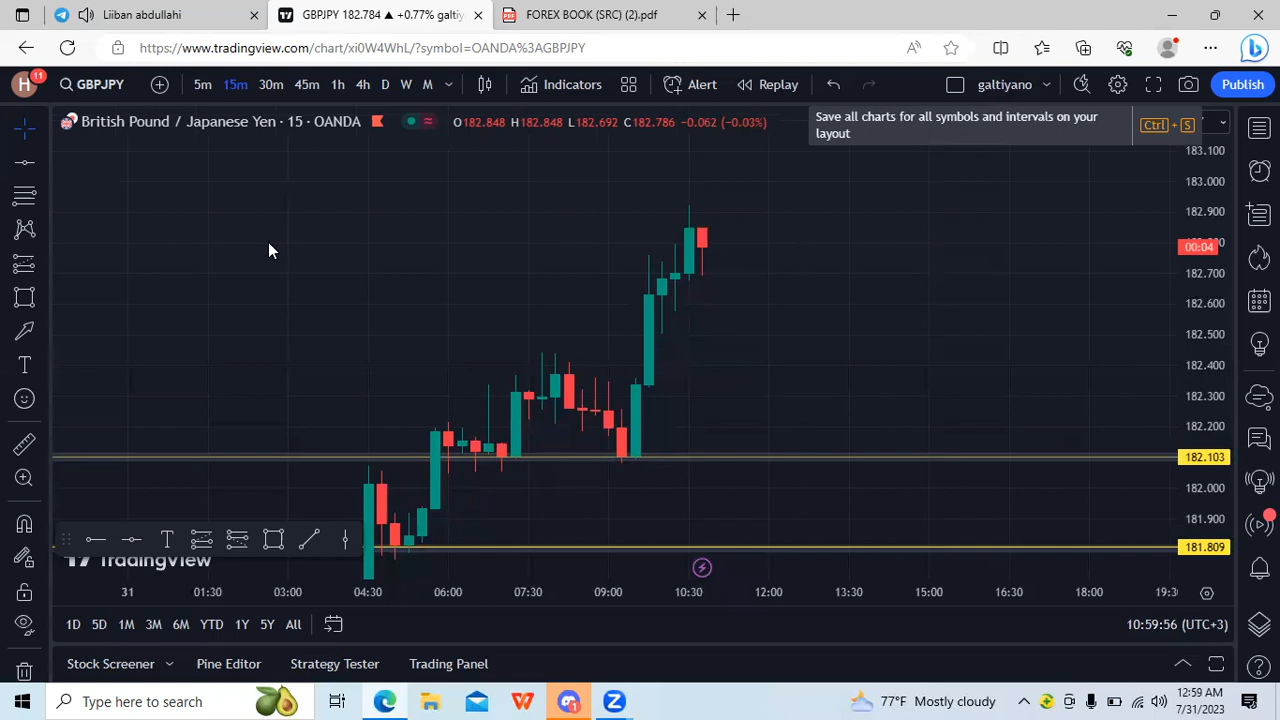 Liiban abdullahi
GBPJPY 182.784 ▲ +0.77% galtiy
FOREX BOOK (SRC) (2).pdf
https://www.tradingview.com/chart/xi0W4WhL/?symbol=OANDA%3AGBPJPY
H
11
GBPJPY
5m 15m 30m 45m 1h 4h D W M
Indicators
Alert
Replay
galtiyano
Publish
British Pound / Japanese Yen · 15 · OANDA
O182.848 H182.848 L182.692 C182.786 -0.062 (-0.03%)
Save all charts for all symbols and intervals on your
layout
Ctrl + S
183.100
183.000
182.900
00:04
182.700
182.600
182.500
182.400
182.300
182.200
182.103
182.000
181.900
181.809
TradingView
31 01:30 03:00 04:30 06:00 07:30 09:00 10:30 12:00 13:30 15:00 16:30 18:00 19:3
1D 5D 1M 3M 6M YTD 1Y 5Y All
10:59:56 (UTC+3)
Stock Screener
Pine Editor
Strategy Tester
Trading Panel
Type here to search
77°F Mostly cloudy
12:59 AM
7/31/2023